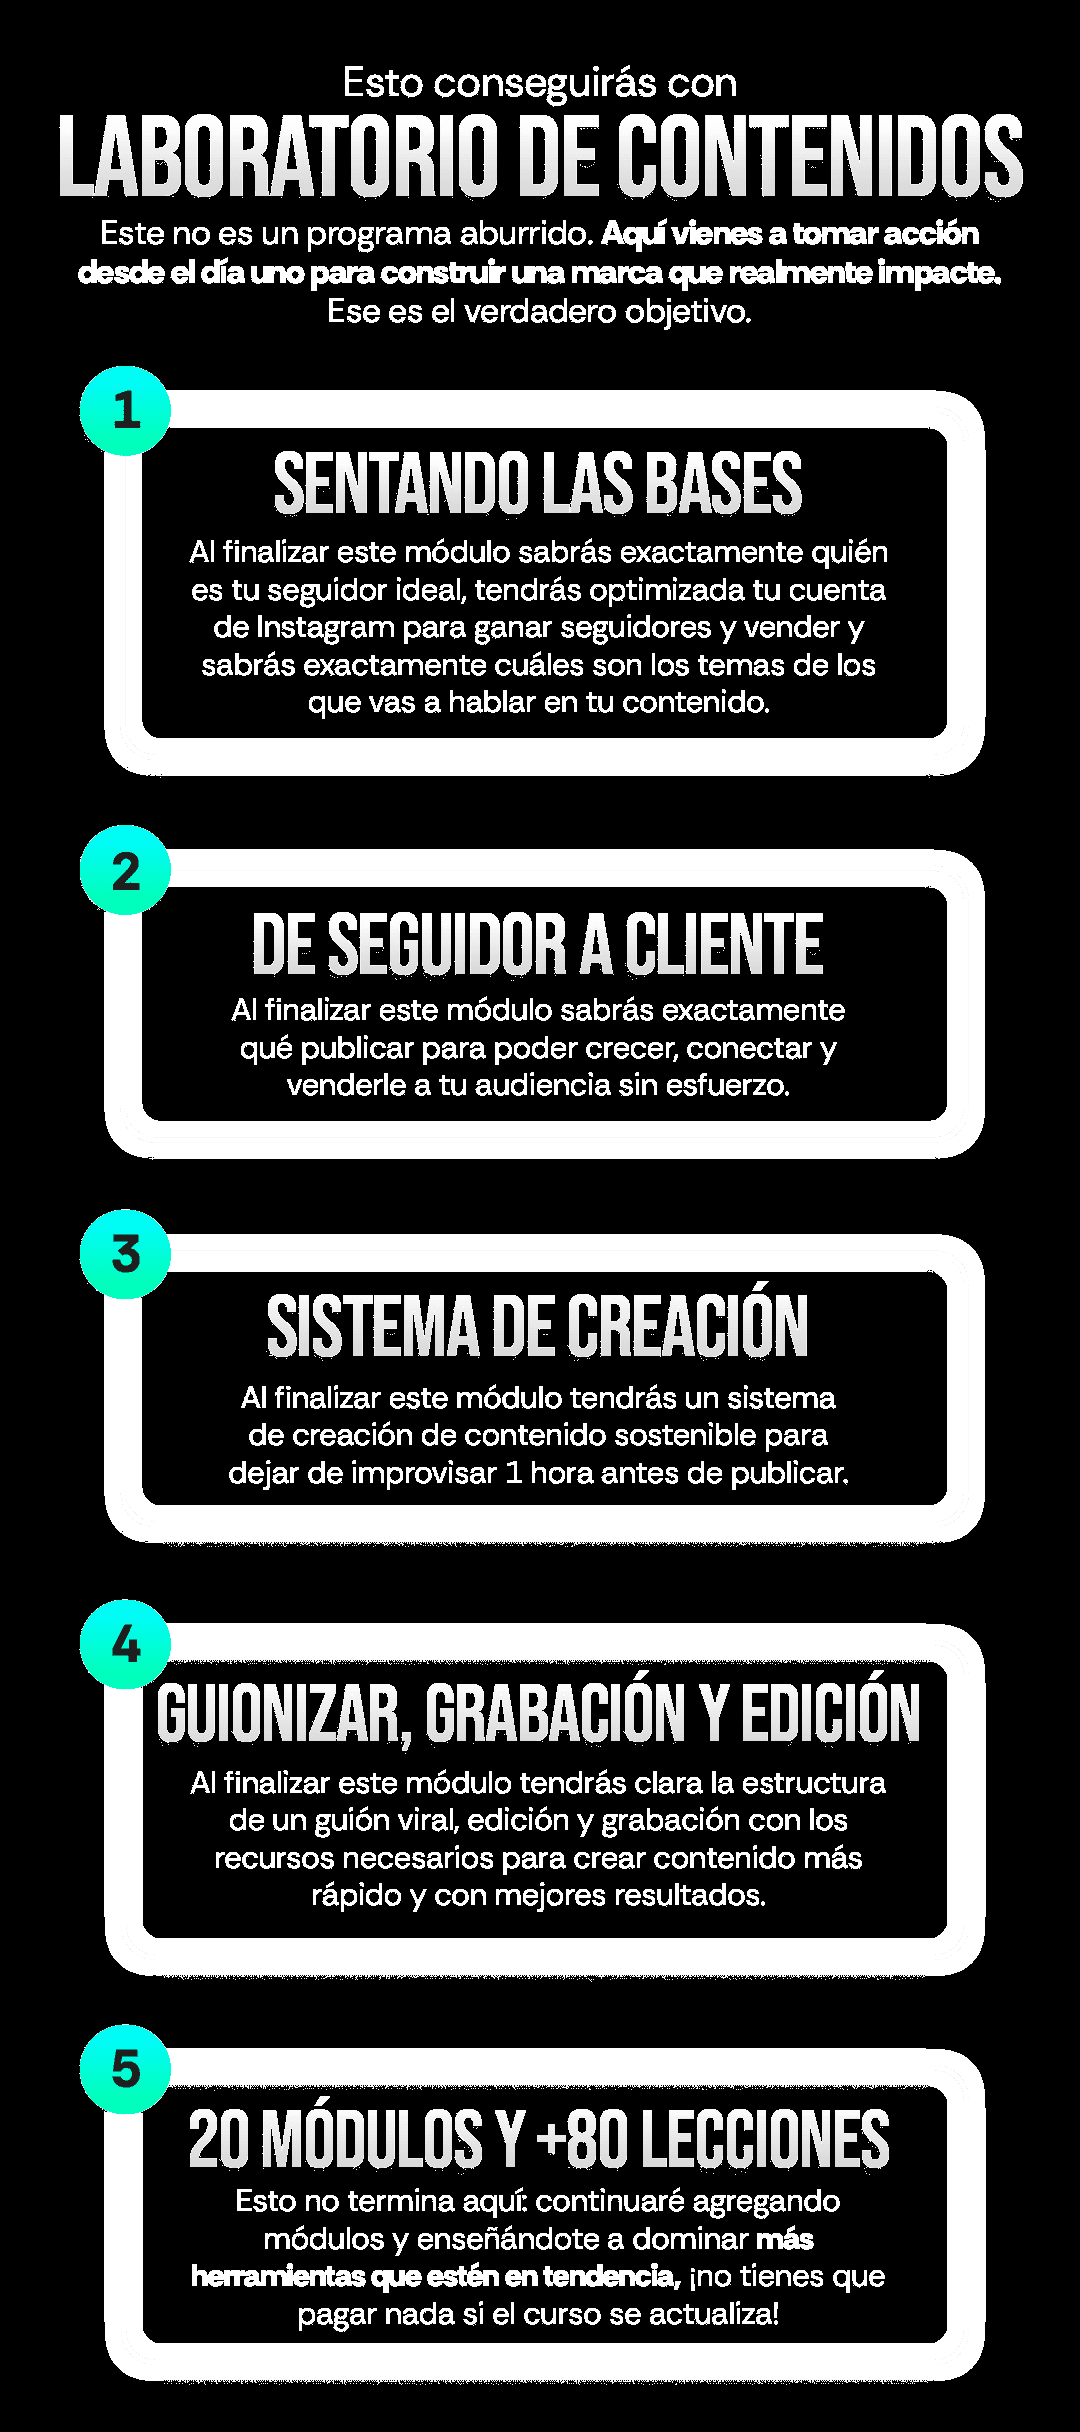 Esto conseguirás con
LABORATORIO DE CONTENIDOS
Este no es un programa aburrido. Aquí vienes a tomar acción
desde el día uno para construir una marca que realmente impacte.
Ese es el verdadero objetivo.
1
SENTANDO LAS BASES
Al finalizar este módulo sabrás exactamente quién
es tu seguidor ideal, tendrás optimizada tu cuenta
de Instagram para ganar seguidores y vender y
sabrás exactamente cuáles son los temas de los
que vas a hablar en tu contenido.
2
DE SEGUIDOR A CLIENTE
Al finalizar este módulo sabrás exactamente
qué publicar para poder crecer, conectar y
venderle a tu audiencia sin esfuerzo.
3
SISTEMA DE CREACIÓN
Al finalizar este módulo tendrás un sistema
de creación de contenido sostenible para
dejar de improvisar 1 hora antes de publicar.
4
GUIONIZAR, GRABACIÓN Y EDICIÓN
Al finalizar este módulo tendrás clara la estructura
de un guión viral, edición y grabación con los
recursos necesarios para crear contenido más
rápido y con mejores resultados.
5
20 MÓDULOS Y +80 LECCIONES
Esto no termina aquí: continuaré agregando
módulos y enseñándote a dominar más
herramientas que estén en tendencia, ¡no tienes que
pagar nada si el curso se actualiza!